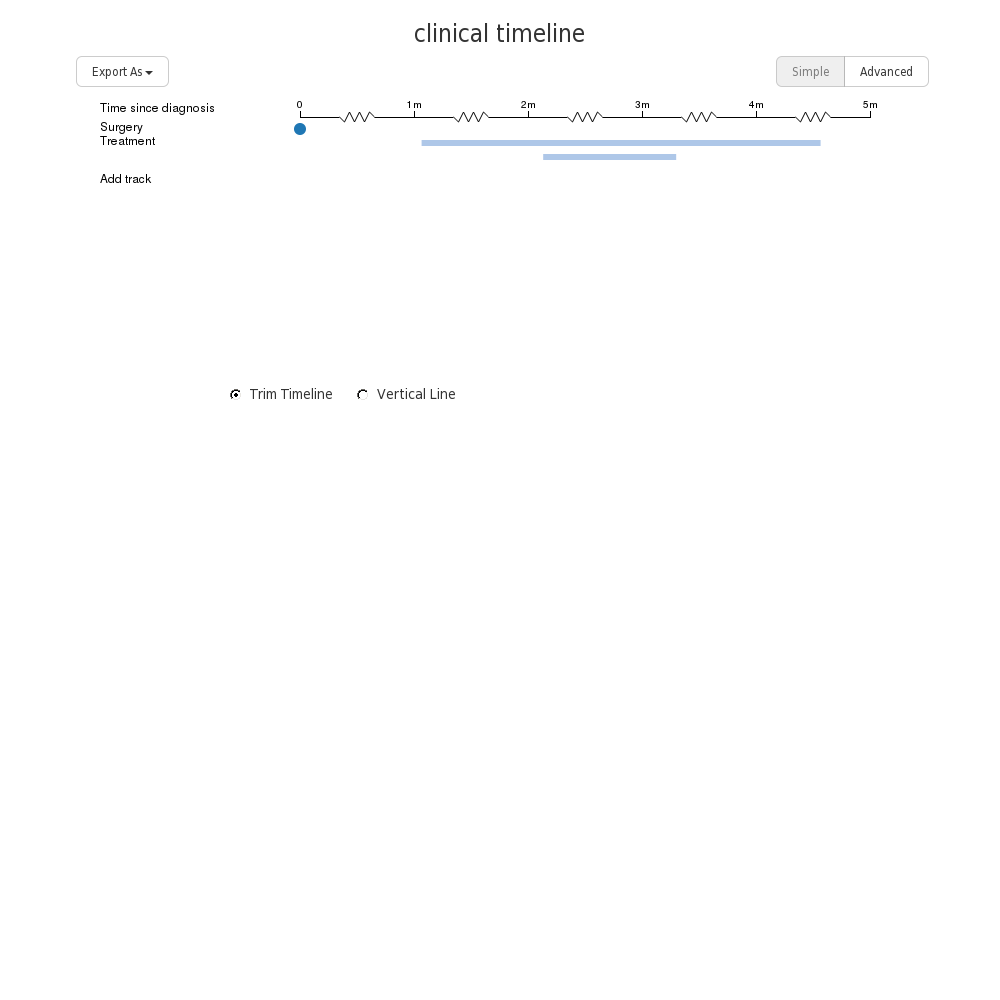 clinical timeline
Export As
Simple Advanced
Time since diagnosis 0 1m 2m 3m 4m 5m
Surgery
Treatment
Add track
Trim Timeline Vertical Line